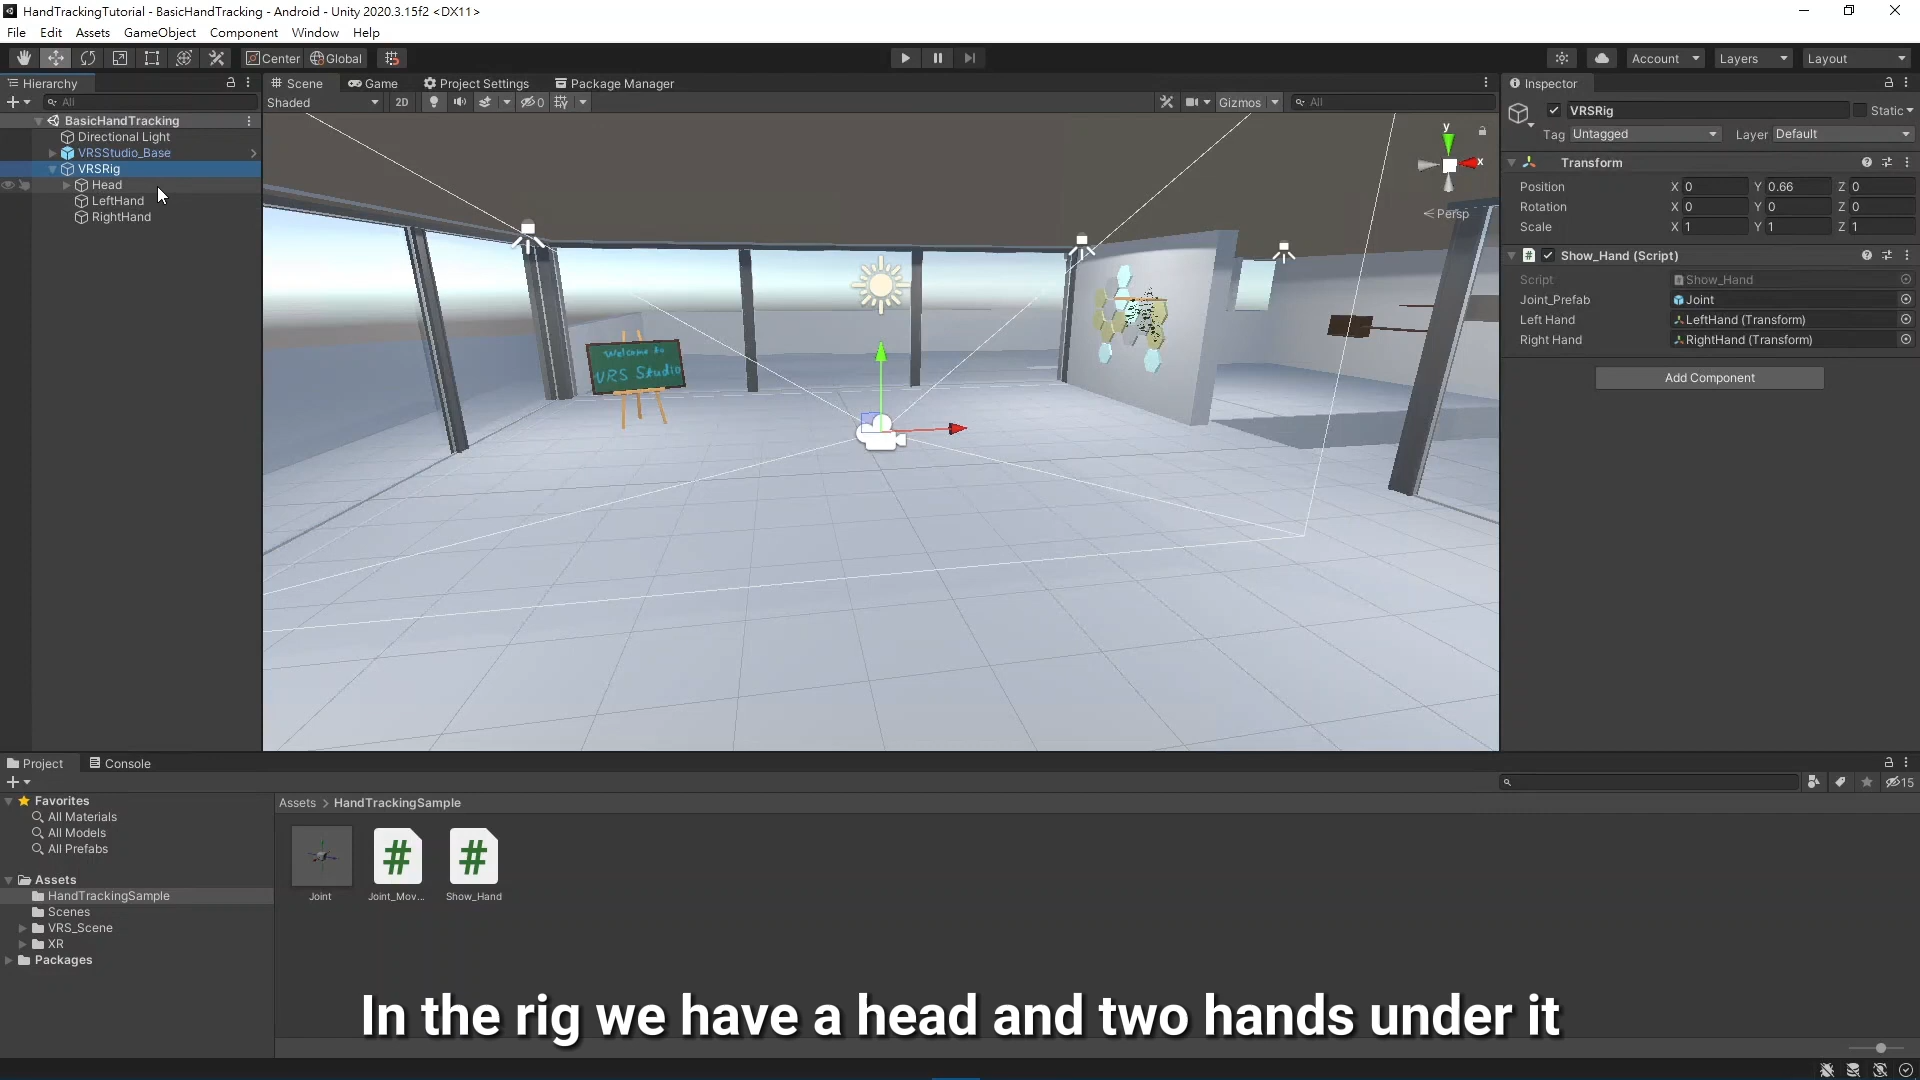 HandTrackingTutorial - BasicHandTracking - Android - Unity 2020.3.15f2 <DX11>
File Edit Assets GameObject Component Window Help
Center Global Account Layers Layout
Hierarchy
All
BasicHandTracking
Directional Light
VRSStudio_Base
VRSRig
Head
LeftHand
RightHand
Scene Game Project Settings Package Manager
Shaded 2D 0 Gizmos All
y
x
Persp
Welcome to
VRS Studio
Inspector
VRSRig Static
Tag Untagged Layer Default
Transform
Position X 0 Y 0.66 Z 0
Rotation X 0 Y 0 Z 0
Scale X 1 Y 1 Z 1
Show_Hand (Script)
Script Show_Hand
Joint_Prefab Joint
Left Hand LeftHand (Transform)
Right Hand RightHand (Transform)
Add Component
Project Console
15
Favorites
All Materials
All Models
All Prefabs
Assets
HandTrackingSample
Scenes
VRS_Scene
XR
Packages
Assets > HandTrackingSample
Joint Joint_Mov... Show_Hand
In the rig we have a head and two hands under it